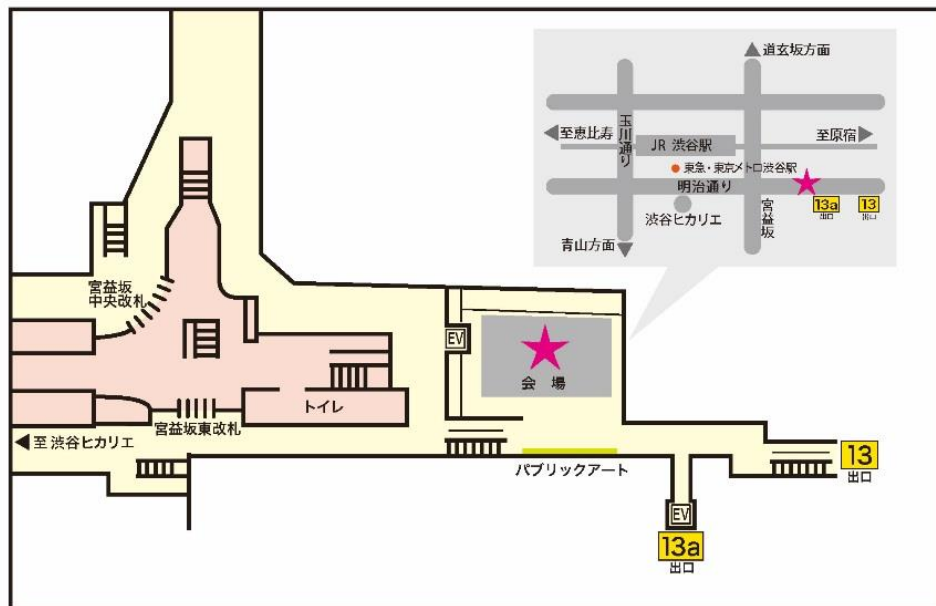 道玄坂方面
至恵比寿
玉川通り
JR 渋谷駅
至原宿
東急・東京メトロ渋谷駅
明治通り
13a
出口
13
出口
渋谷ヒカリエ
宮益坂
青山方面
宮益坂
中央改札
EV
会 場
トイレ
宮益坂東改札
至 渋谷ヒカリエ
パブリックアート
13
出口
EV
13a
出口